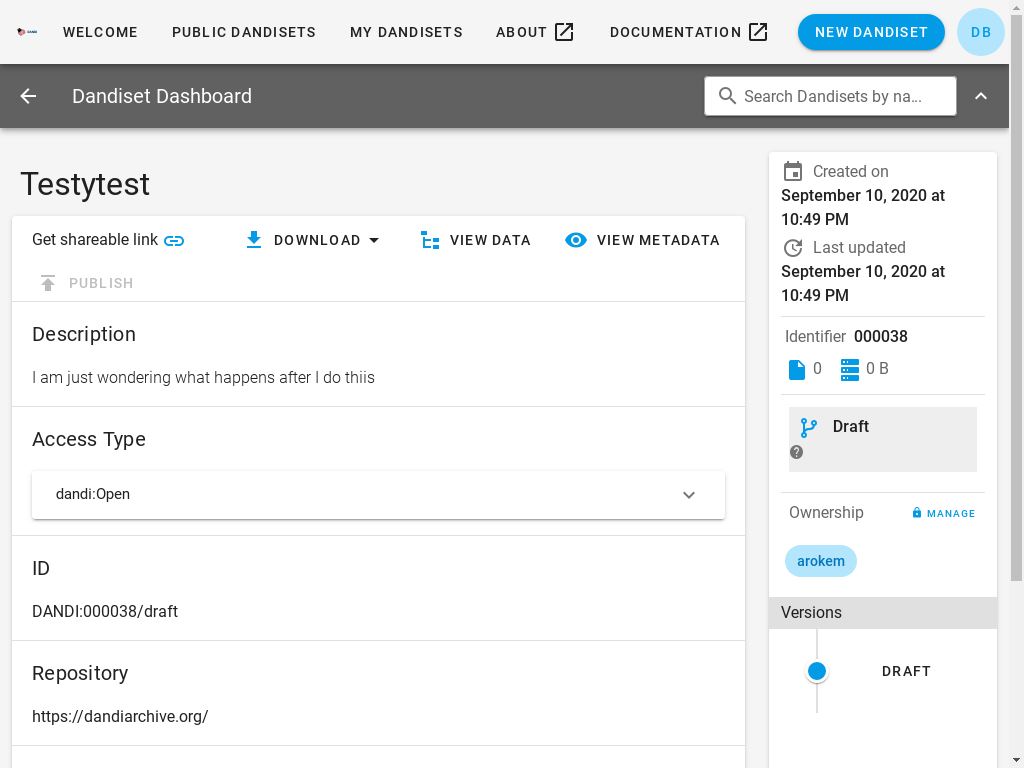 WELCOME PUBLIC DANDISETS MY DANDISETS ABOUT DOCUMENTATION NEW DANDISET DB
Dandiset Dashboard Search Dandisets by na...
Testytest
Get shareable link DOWNLOAD VIEW DATA VIEW METADATA
PUBLISH
Description
I am just wondering what happens after I do thiis
Access Type
dandi:Open
ID
DANDI:000038/draft
Repository
https://dandiarchive.org/
Created on
September 10, 2020 at
10:49 PM
Last updated
September 10, 2020 at
10:49 PM
Identifier 000038
0 0 B
Draft
Ownership MANAGE
arokem
Versions
DRAFT